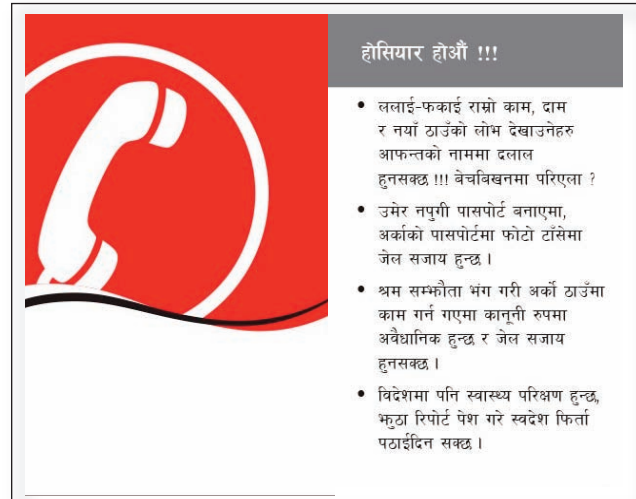 होसियार होऔं !!!
• ललाई-फकाई राम्रो काम, दाम
र नयाँ ठाउँको लोभ देखाउनेहरु
आफन्तको नाममा दलाल
हुनसक्छ !!! बेचबिखनमा परिएला ?
• उमेर नपुगी पासपोर्ट बनाएमा,
अर्काको पासपोर्टमा फोटो टाँसेमा
जेल सजाय हुन्छ ।
• श्रम सम्झौता भंग गरी अर्को ठाउँमा
काम गर्न गएमा कानूनी रुपमा
अवैधानिक हुन्छ र जेल सजाय
हुनसक्छ ।
• विदेशमा पनि स्वास्थ्य परिक्षण हुन्छ,
झुठा रिपोर्ट पेश गरे स्वदेश फिर्ता
पठाईदिन सक्छ ।